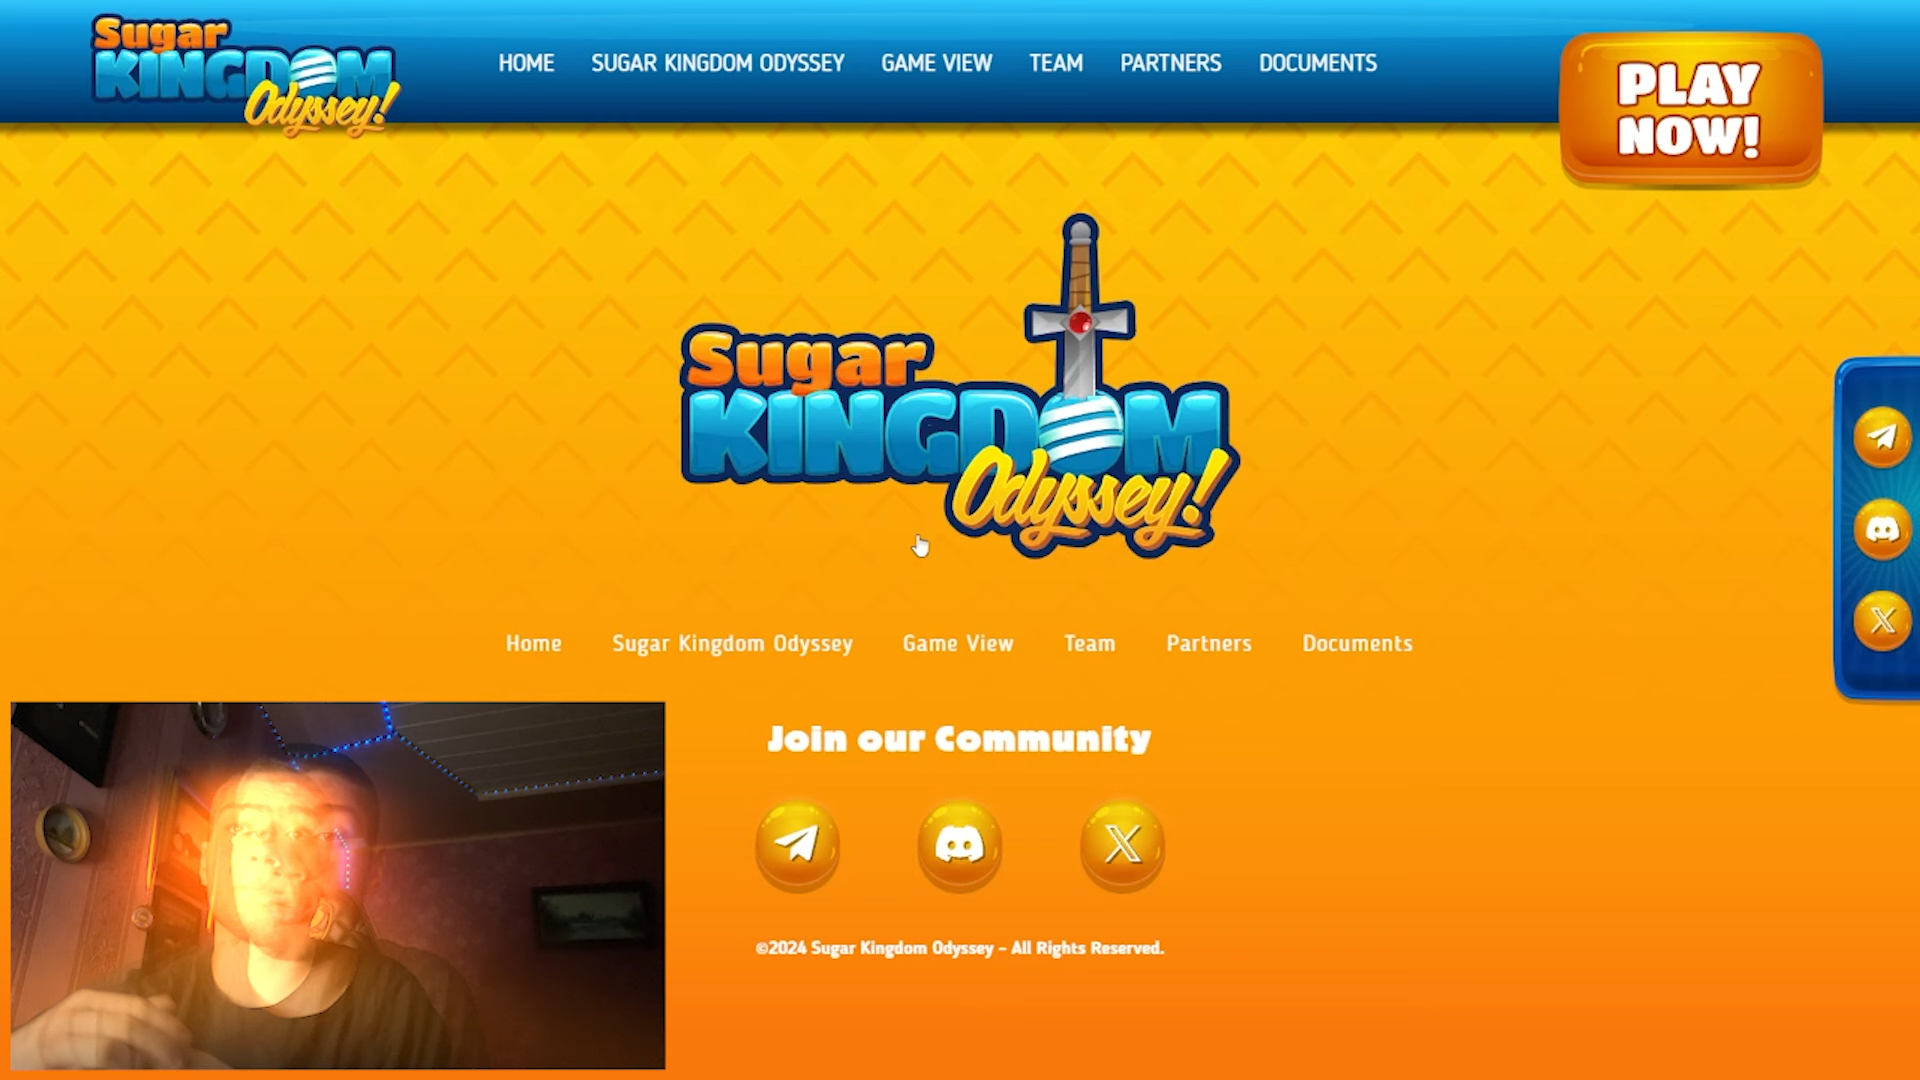 Sugar
KINGDOM
Odyssey!
HOME SUGAR KINGDOM ODYSSEY GAME VIEW TEAM PARTNERS DOCUMENTS
PLAY
NOW!
Sugar
KINGDOM
Odyssey!
Home Sugar Kingdom Odyssey Game View Team Partners Documents
Join our Community
©2024 Sugar Kingdom Odyssey - All Rights Reserved.